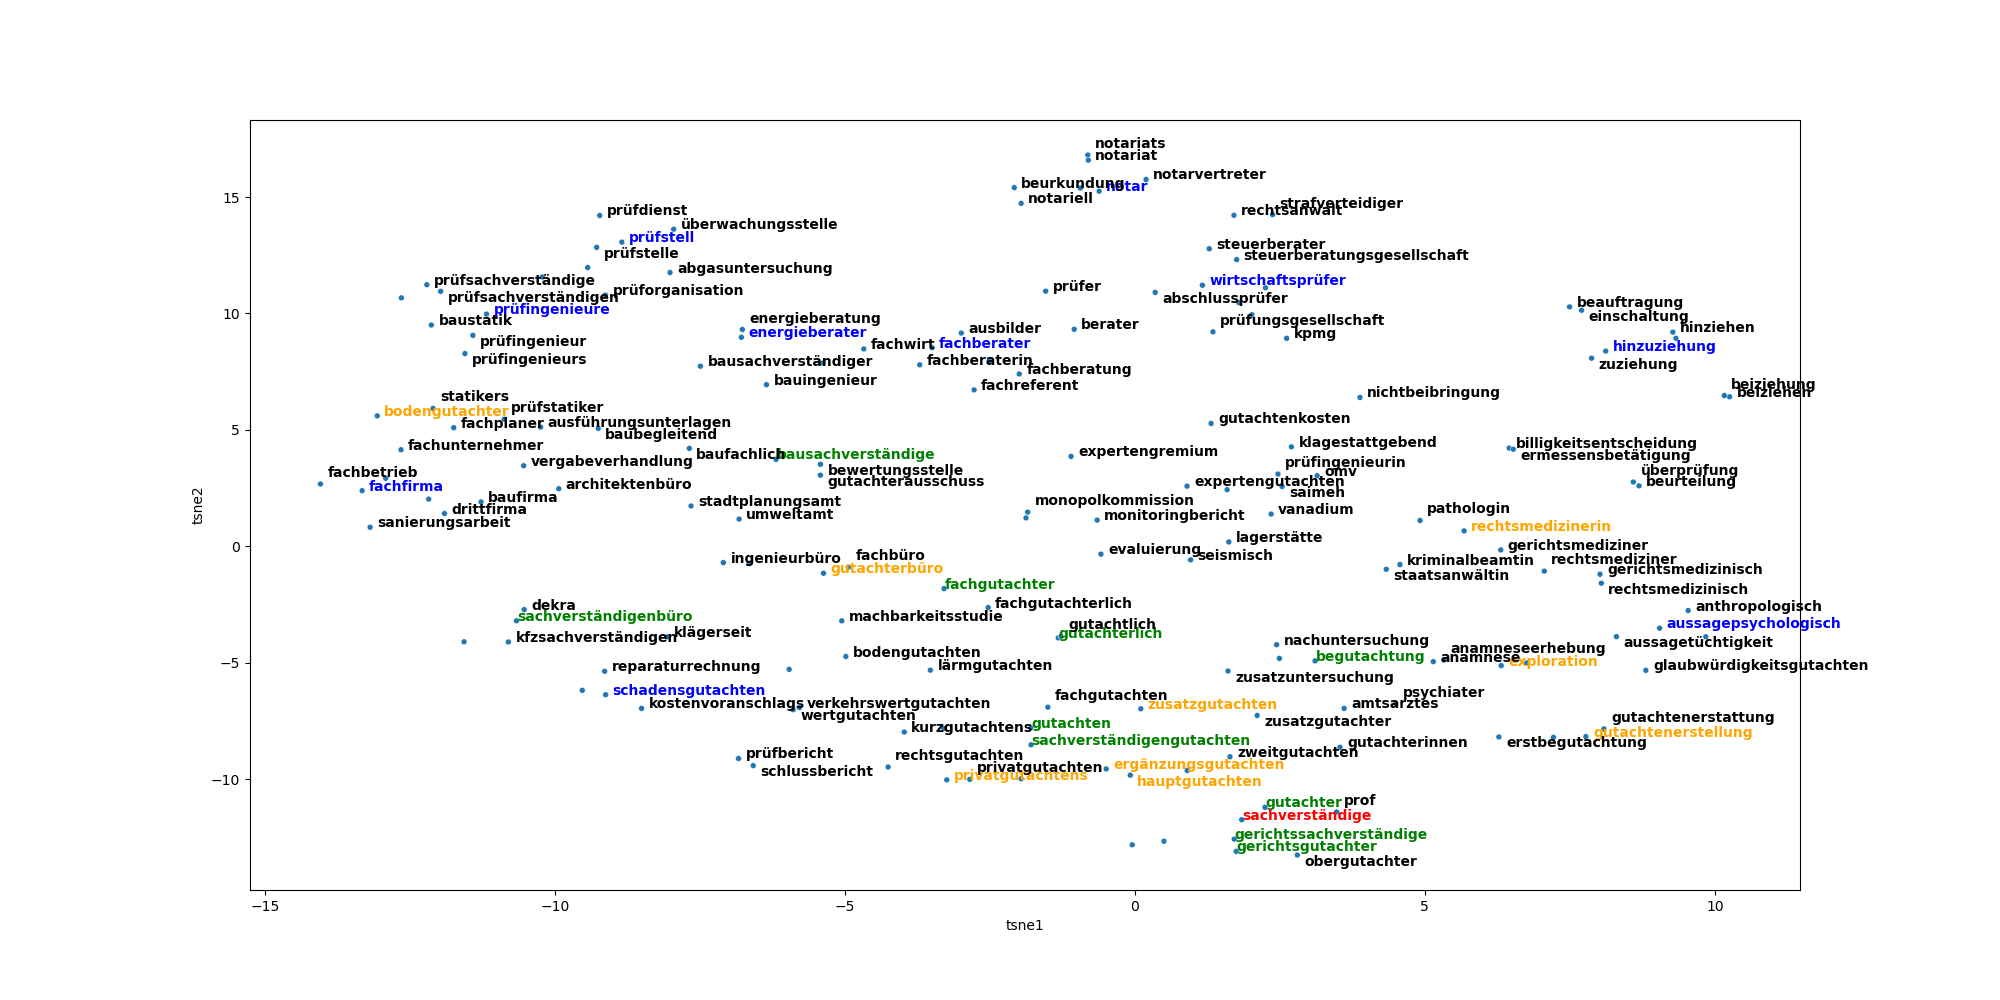 notariats
notariat
notarvertreter
beurkundung
notar
notariell
strafverteidiger
rechtsanwalt
prüfdienst
überwachungsstelle
prüfstell
prüfstelle
steuerberater
steuerberatungsgesellschaft
abgasuntersuchung
prüfsachverständige
wirtschaftsprüfer
prüfer
prüforganisation
prüfsachverständigen
abschlussprüfer
prüfingenieure
beauftragung
einschaltung
baustatik
energieberatung
energieberater
ausbilder
berater
prüfungsgesellschaft
kpmg
hinziehen
prüfingenieur
fachwirt
fachberater
hinzuziehung
prüfingenieurs
bausachverständiger
fachberaterin
zuziehung
bauingenieur
fachberatung
fachreferent
beiziehung
beiziehen
nichtbeibringung
statikers
bodengutachter
prüfstatiker
fachplaner
ausführungsunterlagen
baubegleitend
gutachtenkosten
fachunternehmer
baufachlich
bausachverständige
expertengremium
klagestattgebend
billigkeitsentscheidung
ermessensbetätigung
vergabeverhandlung
bewertungsstelle
gutachterausschuss
prüfingenieurin
omv
überprüfung
beurteilung
fachbetrieb
fachfirma
architektenbüro
expertengutachten
saimeh
baufirma
drittfirma
stadtplanungsamt
umweltamt
monopolkommission
monitoringbericht
vanadium
pathologin
sanierungsarbeit
rechtsmedizinerin
lagerstätte
gerichtsmediziner
ingenieurbüro
fachbüro
gutachterbüro
evaluierung
seismisch
kriminalbeamtin
staatsanwältin
rechtsmediziner
gerichtsmedizinisch
rechtsmedizinisch
fachgutachter
dekra
sachverständigenbüro
machbarkeitsstudie
fachgutachterlich
anthropologisch
kfzsachverständigen
klägerseit
gutachtlich
gutachterlich
aussagepsychologisch
nachuntersuchung
aussagetüchtigkeit
bodengutachten
begutachtung
anamneseerhebung
anamnese
exploration
reparaturrechnung
lärmgutachten
zusatzuntersuchung
glaubwürdigkeitsgutachten
schadensgutachten
fachgutachten
psychiater
kostenvoranschlags
verkehrswertgutachten
wertgutachten
zusatzgutachten
amtsarztes
kurzgutachtens
gutachten
zusatzgutachter
gutachtenerstattung
gutachtenerstellung
sachverständigengutachten
gutachterinnen
erstbegutachtung
prüfbericht
rechtsgutachten
zweitgutachten
schlussbericht
privatgutachten
privatgutachtens
ergänzungsgutachten
hauptgutachten
gutachter
prof
sachverständige
gerichtssachverständige
gerichtsgutachter
obergutachter
tsne2
15
10
5
0
−5
−10
−15
−10
−5
0
5
10
tsne1